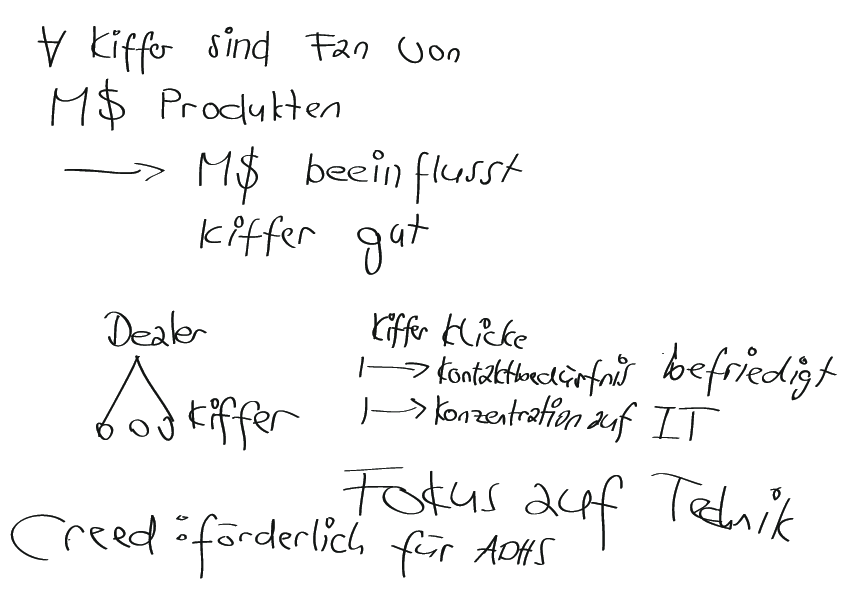 ∀ Kiffer sind Fan von
M$ Produkten
→ M$ beeinflusst
kiffer gut
Dealer
kiffer
Kiffer klicke
↦ Kontaktbedürfnis befriedigt
↦ Konzentration auf IT
Fokus auf Technik
Creed: förderlich für ADHS